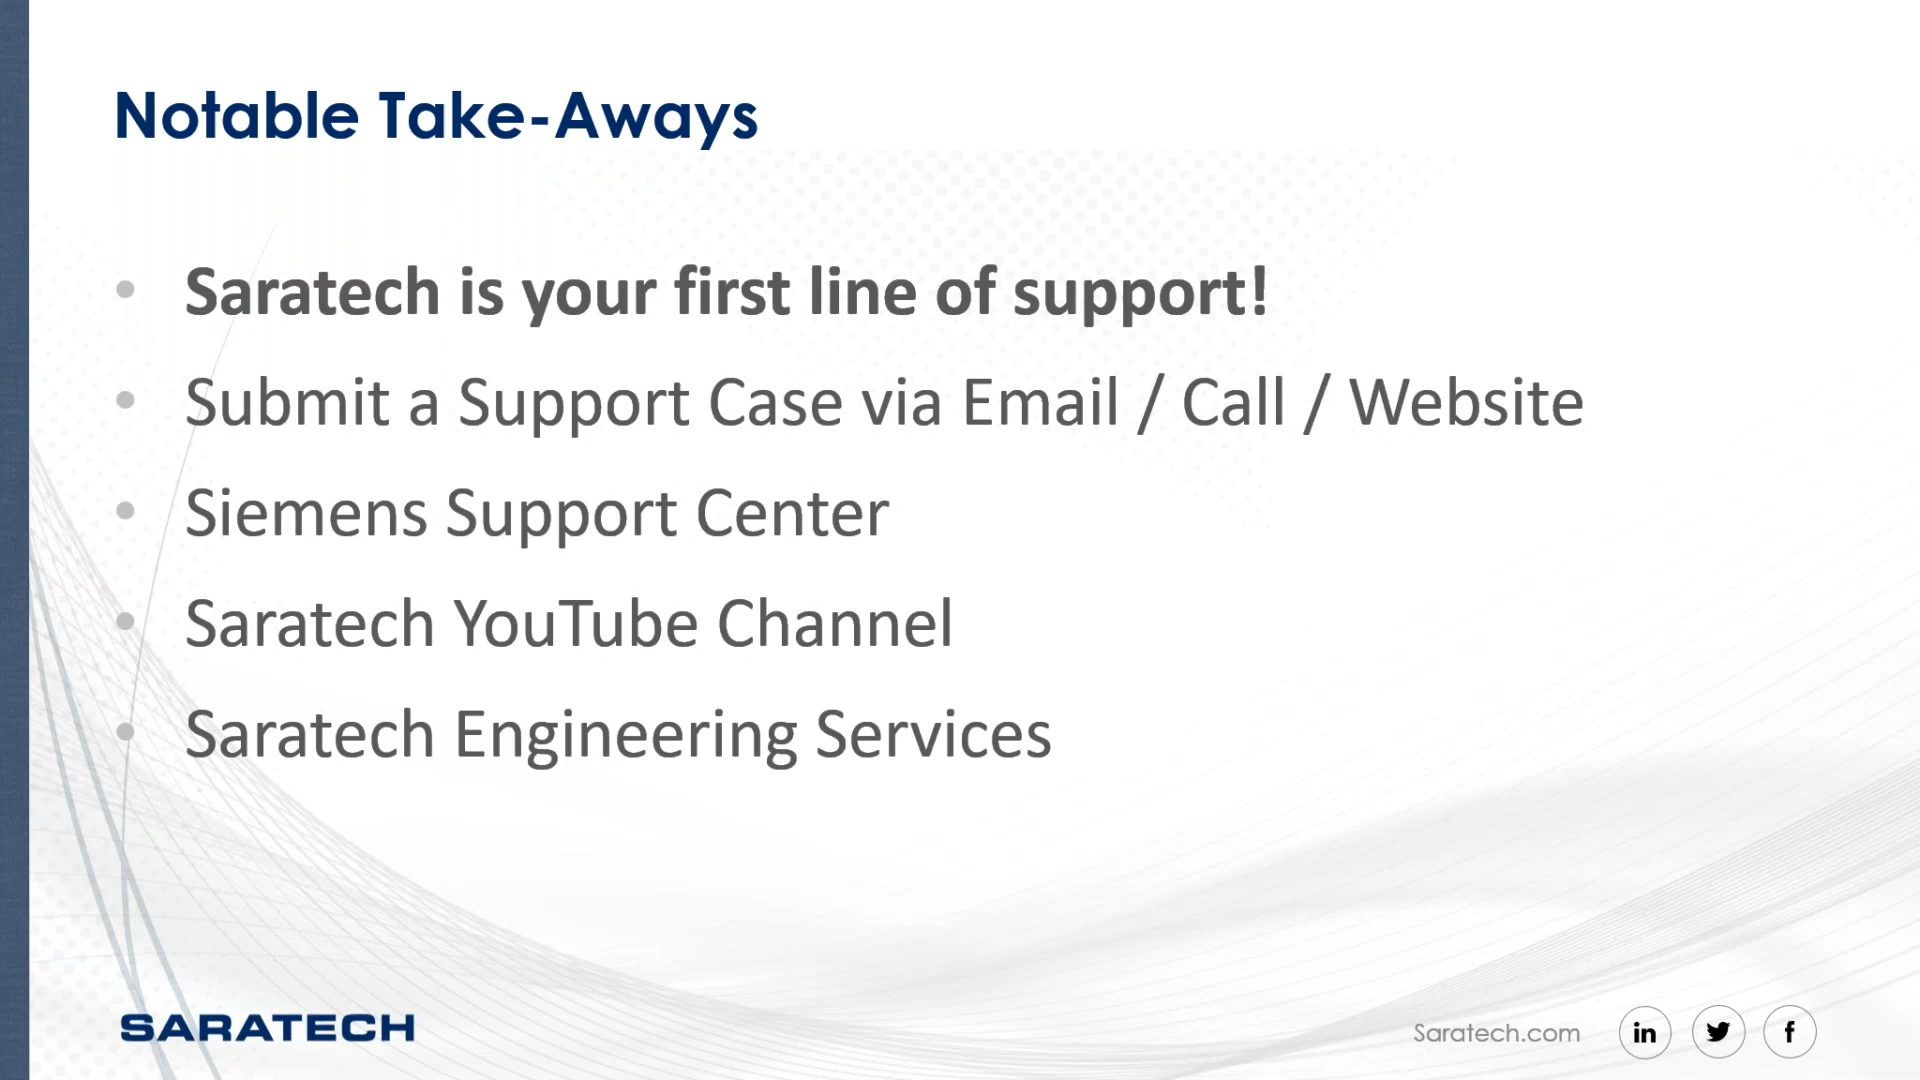 Notable Take-Aways
• Saratech is your first line of support!
• Submit a Support Case via Email / Call / Website
• Siemens Support Center
• Saratech YouTube Channel
• Saratech Engineering Services
SARATECH
Saratech.com
in
f